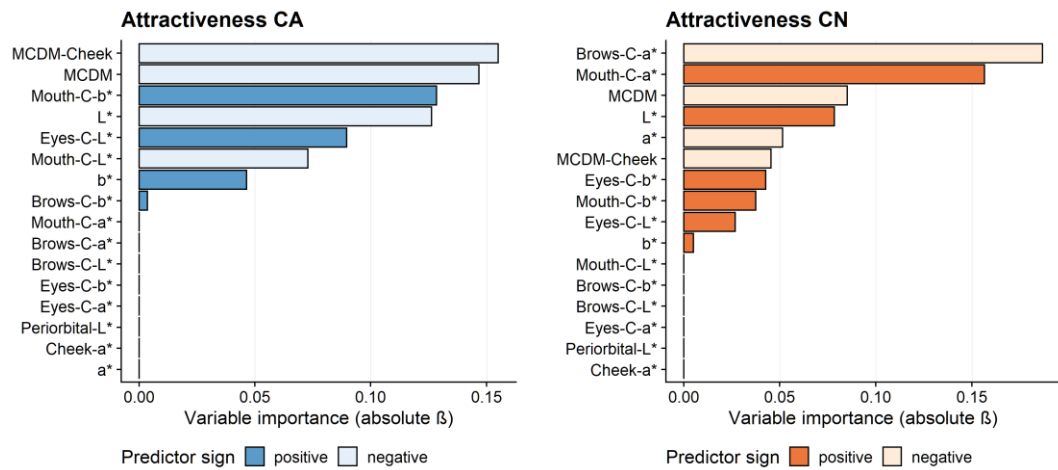 Attractiveness CA
MCDM-Cheek
MCDM
Mouth-C-b*
L*
Eyes-C-L*
Mouth-C-L*
b*
Brows-C-b*
Mouth-C-a*
Brows-C-a*
Brows-C-L*
Eyes-C-b*
Eyes-C-a*
Periorbital-L*
Cheek-a*
a*
0.00 0.05 0.10 0.15
Variable importance (absolute ß)
Predictor sign positive negative
Attractiveness CN
Brows-C-a*
Mouth-C-a*
MCDM
L*
a*
MCDM-Cheek
Eyes-C-b*
Mouth-C-b*
Eyes-C-L*
b*
Mouth-C-L*
Brows-C-b*
Brows-C-L*
Eyes-C-a*
Periorbital-L*
Cheek-a*
0.00 0.05 0.10 0.15
Variable importance (absolute ß)
Predictor sign positive negative